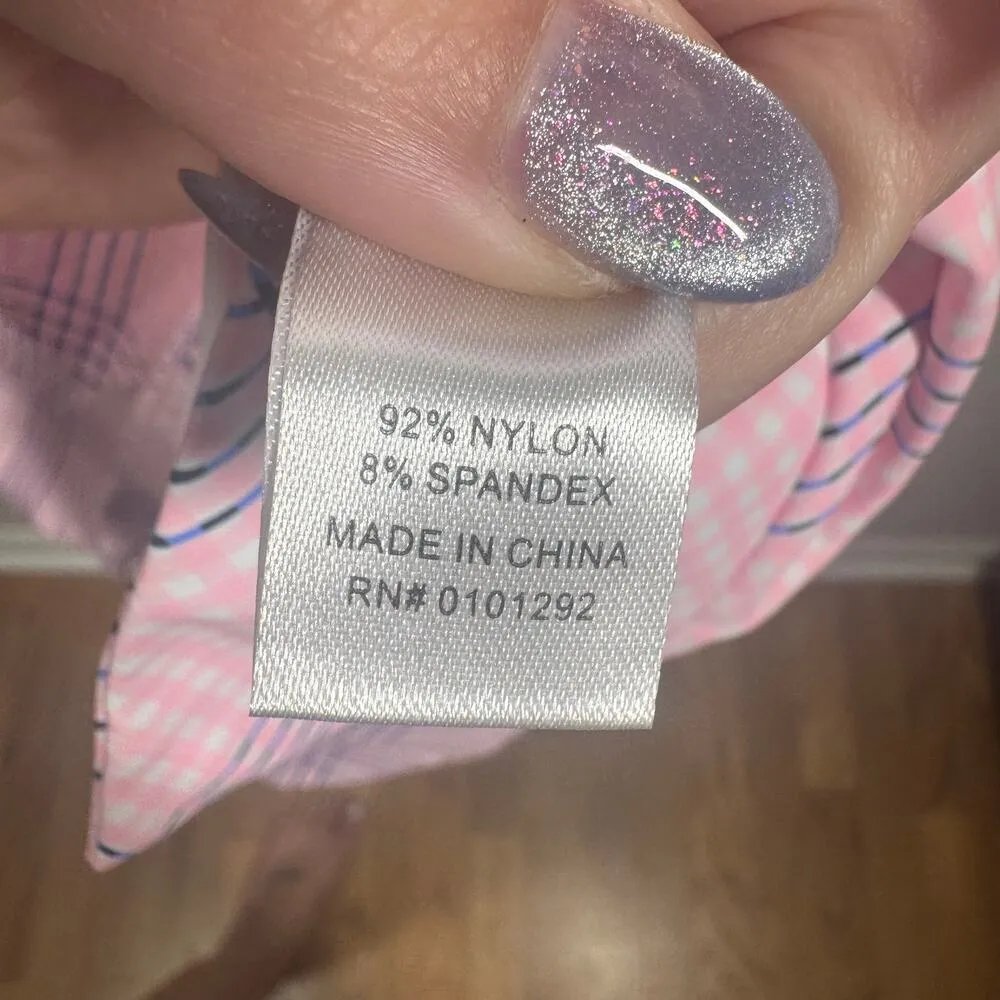 92% NYLON
8% SPANDEX
MADE IN CHINA
RN# 0101292